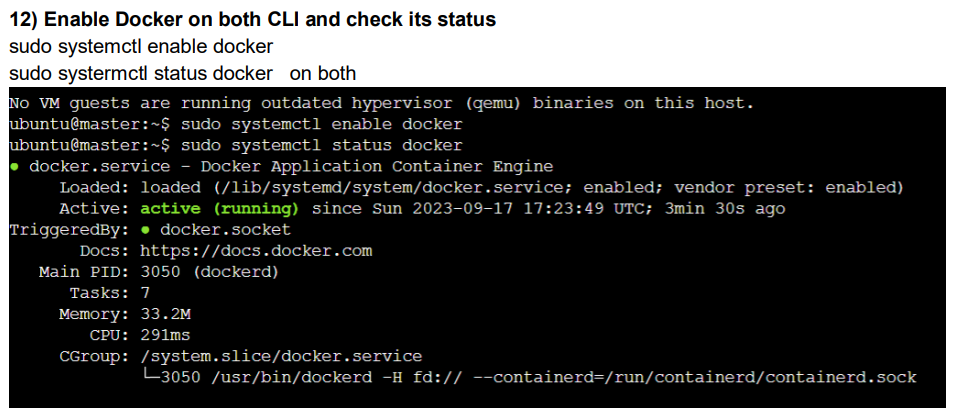 12) Enable Docker on both CLI and check its status
sudo systemctl enable docker
sudo systermctl status docker   on both
No VM guests are running outdated hypervisor (qemu) binaries on this host.
ubuntu@master:~$ sudo systemctl enable docker
ubuntu@master:~$ sudo systemctl status docker
● docker.service - Docker Application Container Engine
     Loaded: loaded (/lib/systemd/system/docker.service; enabled; vendor preset: enabled)
     Active: active (running) since Sun 2023-09-17 17:23:49 UTC; 3min 30s ago
TriggeredBy: ● docker.socket
       Docs: https://docs.docker.com
   Main PID: 3050 (dockerd)
      Tasks: 7
     Memory: 33.2M
        CPU: 291ms
     CGroup: /system.slice/docker.service
             └─3050 /usr/bin/dockerd -H fd:// --containerd=/run/containerd/containerd.sock